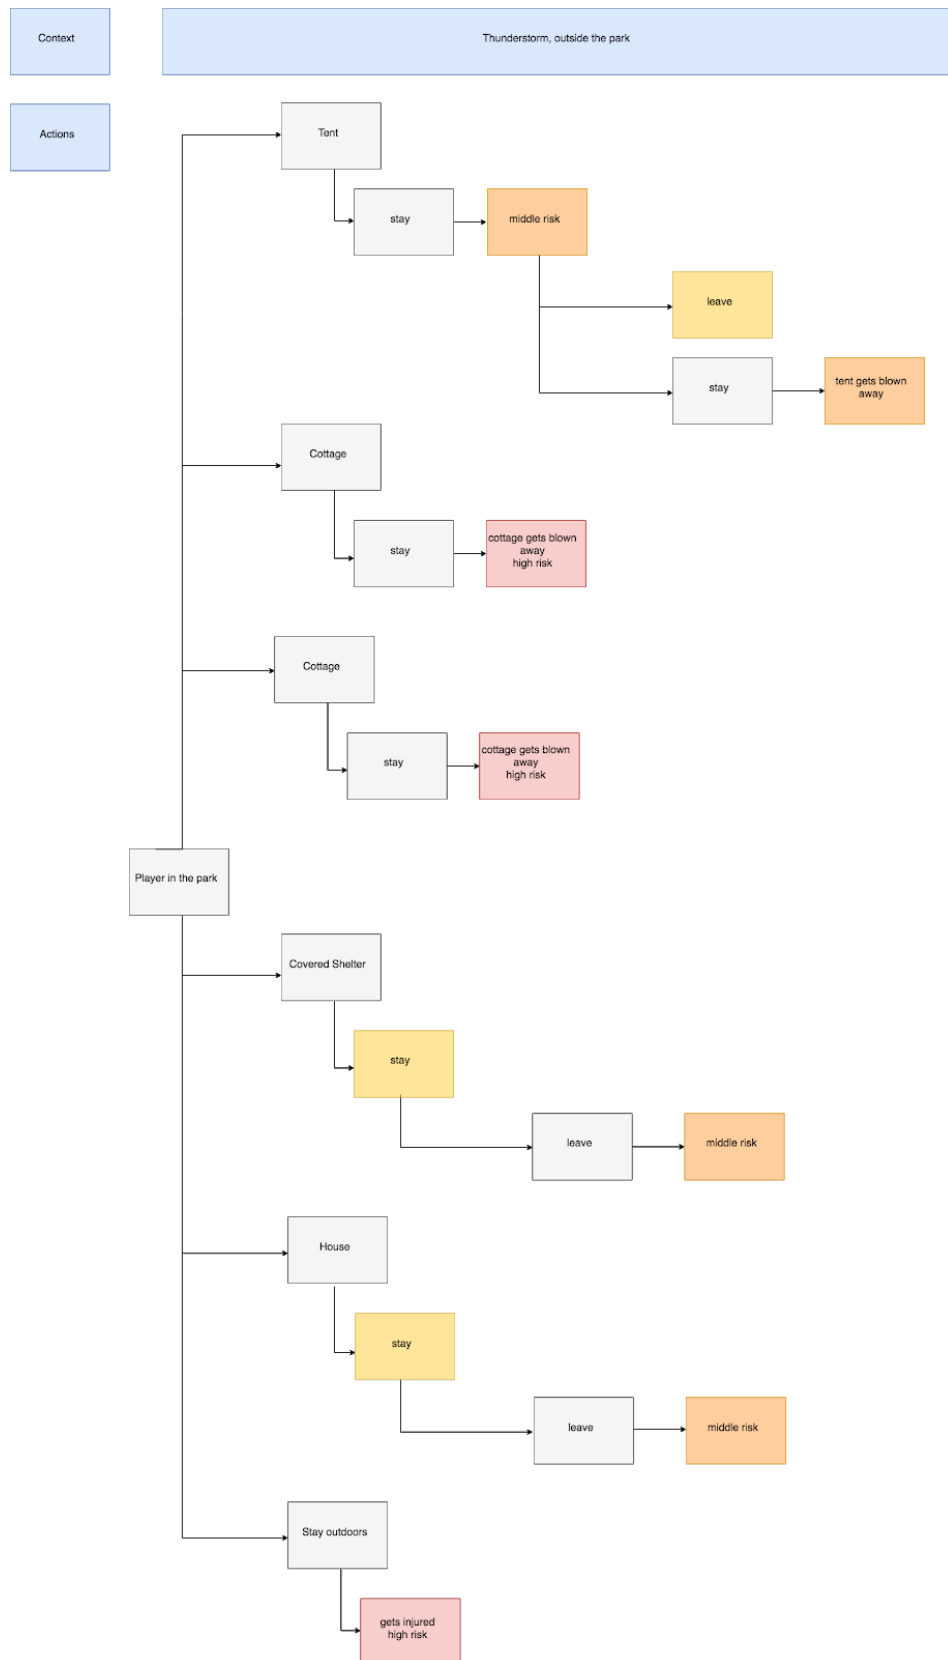 Context
Thunderstorm, outside the park
Actions
Tent
stay
middle risk
leave
stay
tent gets blown
away
Cottage
stay
cottage gets blown
away
high risk
Cottage
stay
cottage gets blown
away
high risk
Player in the park
Covered Shelter
stay
leave
middle risk
House
stay
leave
middle risk
Stay outdoors
gets injured
high risk